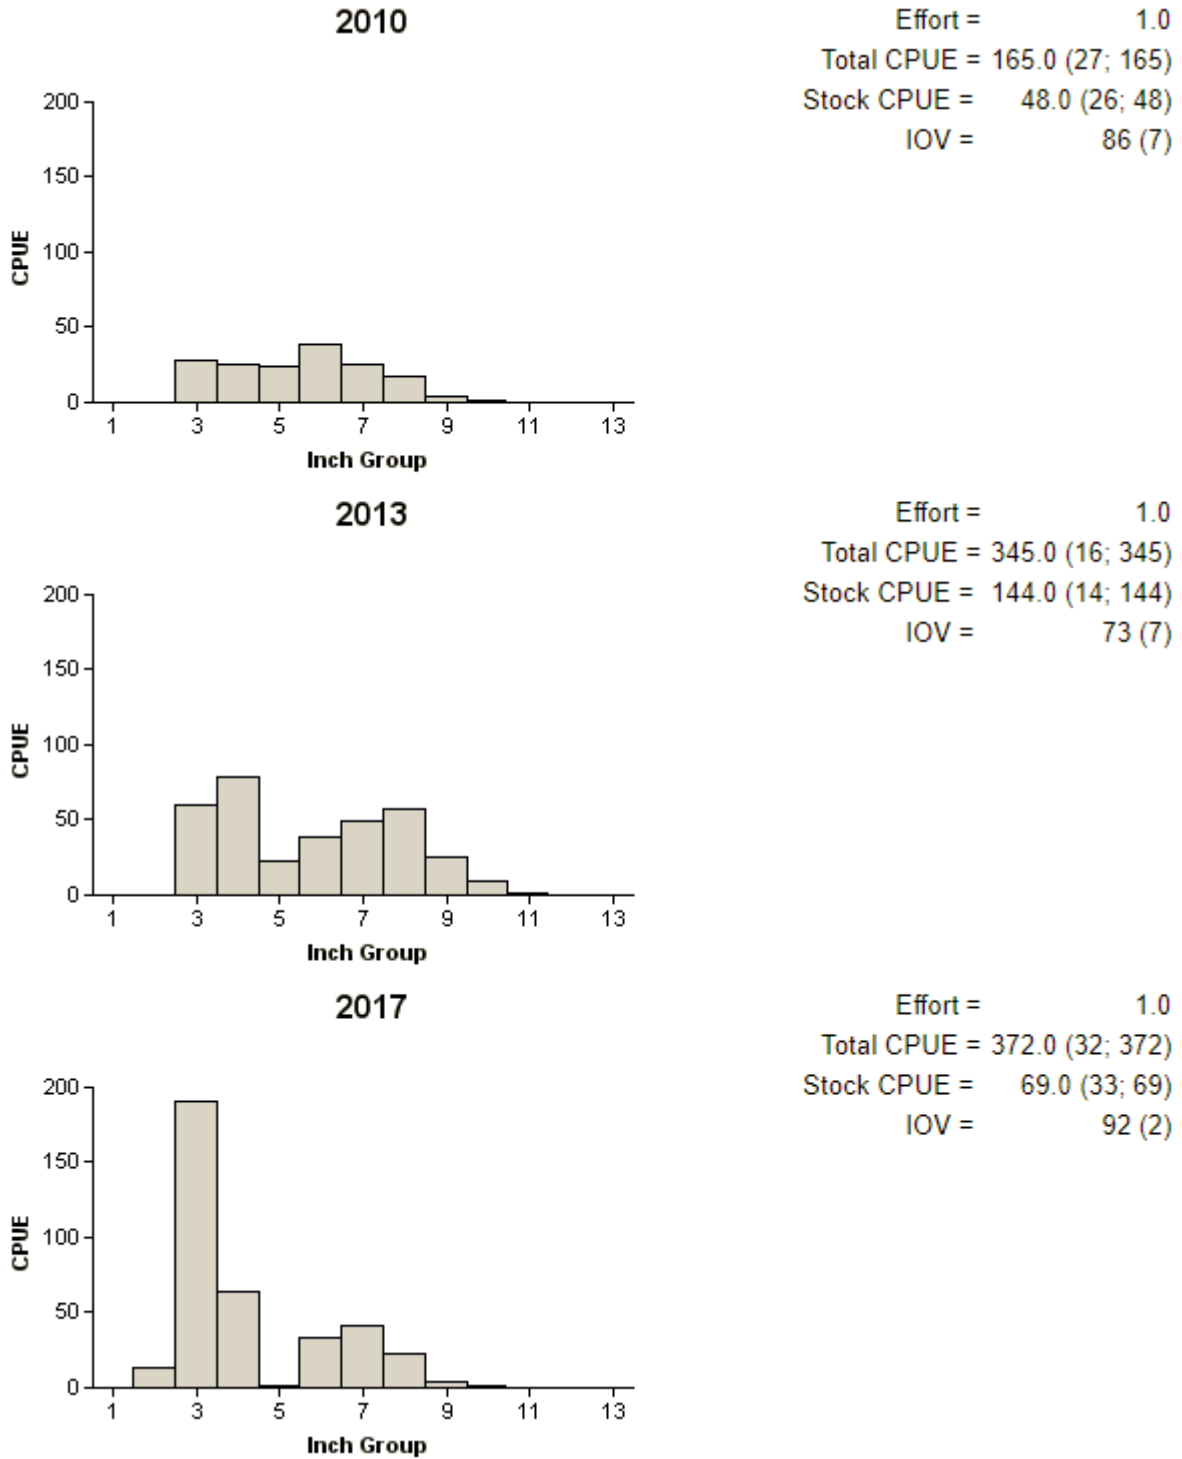 2010
Effort = 1.0
Total CPUE = 165.0 (27; 165)
Stock CPUE = 48.0 (26; 48)
IOV = 86 (7)
200
150
100
50
0
CPUE
1 3 5 7 9 11 13
Inch Group
2013
Effort = 1.0
Total CPUE = 345.0 (16; 345)
Stock CPUE = 144.0 (14; 144)
IOV = 73 (7)
200
150
100
50
0
CPUE
1 3 5 7 9 11 13
Inch Group
2017
Effort = 1.0
Total CPUE = 372.0 (32; 372)
Stock CPUE = 69.0 (33; 69)
IOV = 92 (2)
200
150
100
50
0
CPUE
1 3 5 7 9 11 13
Inch Group